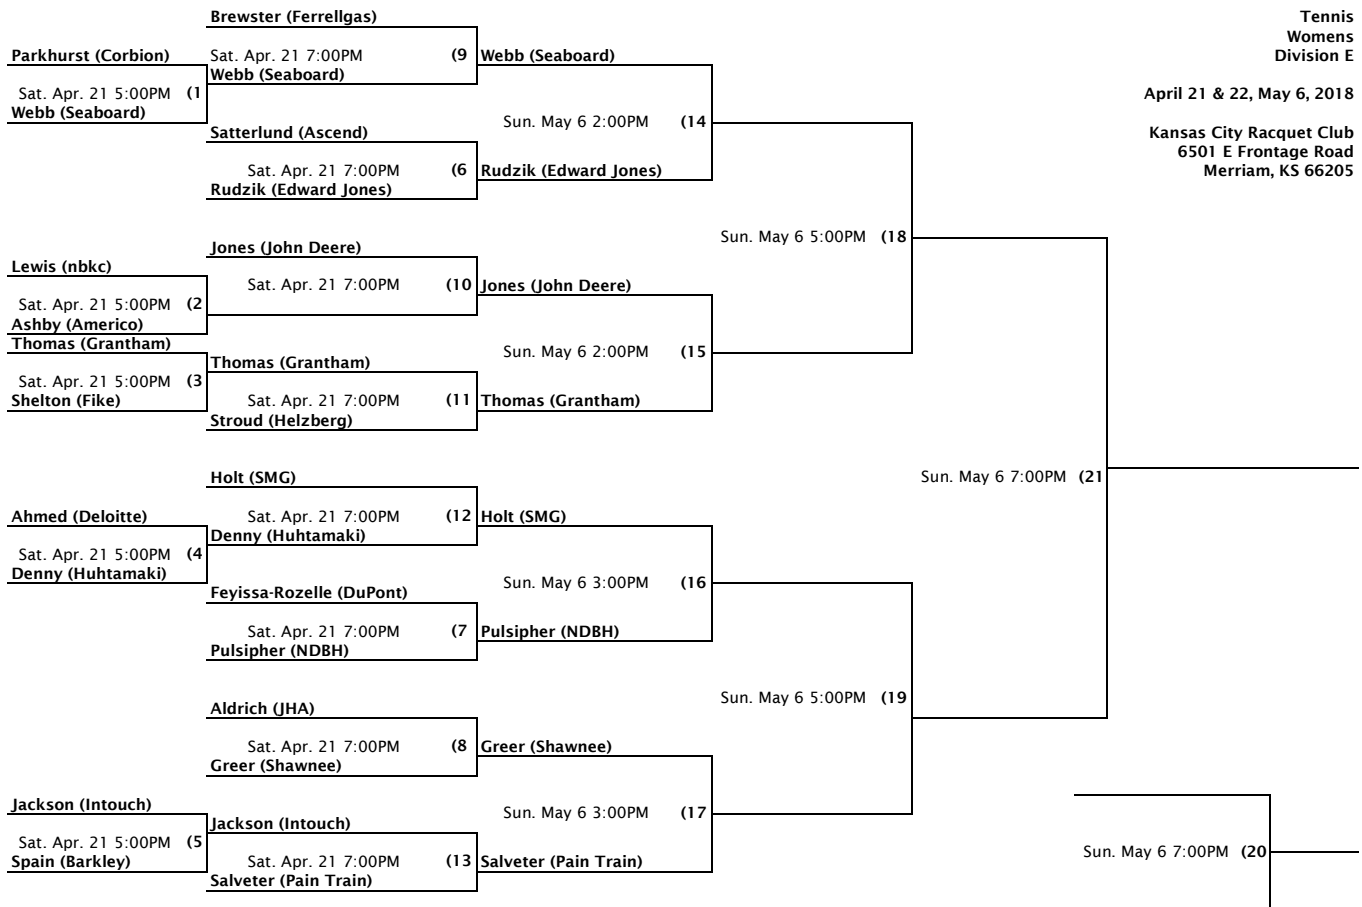 Brewster (Ferrellgas)
Tennis
Womens
Division E
Parkhurst (Corbion)
Sat. Apr. 21 7:00PM (9 Webb (Seaboard)
Webb (Seaboard)
Sat. Apr. 21 5:00PM (1
Webb (Seaboard)
April 21 & 22, May 6, 2018
Sun. May 6 2:00PM (14
Satterlund (Ascend)
Kansas City Racquet Club
6501 E Frontage Road
Merriam, KS 66205
Sat. Apr. 21 7:00PM (6 Rudzik (Edward Jones)
Rudzik (Edward Jones)
Sun. May 6 5:00PM (18
Jones (John Deere)
Lewis (nbkc)
Sat. Apr. 21 7:00PM (10 Jones (John Deere)
Sat. Apr. 21 5:00PM (2
Ashby (Americo)
Thomas (Grantham)
Sun. May 6 2:00PM (15
Thomas (Grantham)
Sat. Apr. 21 5:00PM (3
Shelton (Fike)
Sat. Apr. 21 7:00PM (11 Thomas (Grantham)
Stroud (Helzberg)
Holt (SMG)
Sun. May 6 7:00PM (21
Ahmed (Deloitte)
Sat. Apr. 21 7:00PM (12 Holt (SMG)
Denny (Huhtamaki)
Sat. Apr. 21 5:00PM (4
Denny (Huhtamaki)
Sun. May 6 3:00PM (16
Feyissa-Rozelle (DuPont)
Sat. Apr. 21 7:00PM (7 Pulsipher (NDBH)
Pulsipher (NDBH)
Sun. May 6 5:00PM (19
Aldrich (JHA)
Sat. Apr. 21 7:00PM (8 Greer (Shawnee)
Greer (Shawnee)
Jackson (Intouch)
Sun. May 6 3:00PM (17
Jackson (Intouch)
Sat. Apr. 21 5:00PM (5
Spain (Barkley)
Sat. Apr. 21 7:00PM (13 Salveter (Pain Train)
Salveter (Pain Train)
Sun. May 6 7:00PM (20